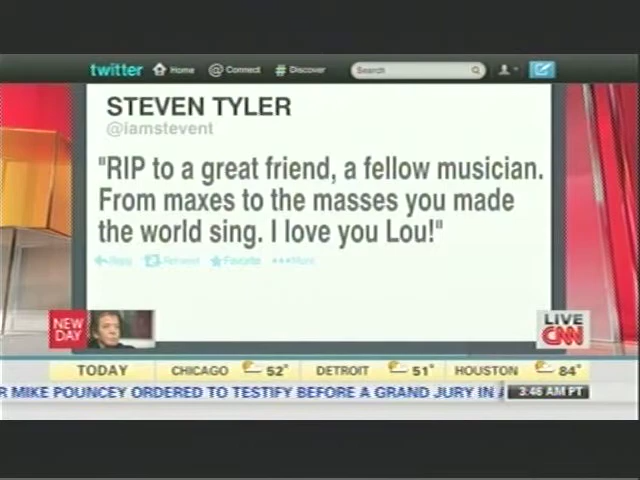 twitter Home @ Connect # Discover Search
STEVEN TYLER
@iamstevent
"RIP to a great friend, a fellow musician.
From maxes to the masses you made
the world sing. I love you Lou!"
Reply Retweet Favorite •••More
NEW
DAY
LIVE
CNN
TODAY CHICAGO 52° DETROIT 51° HOUSTON 84°
R MIKE POUNCEY ORDERED TO TESTIFY BEFORE A GRAND JURY IN 3:46 AM PT